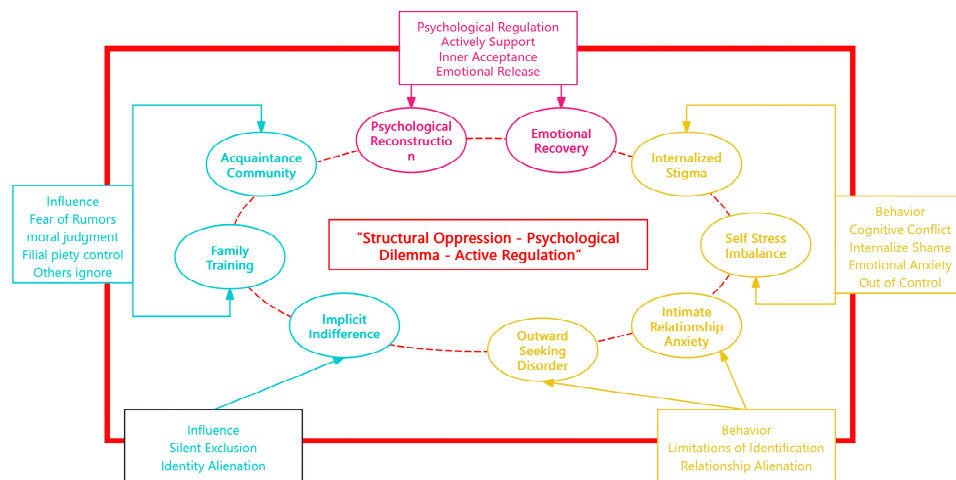 Psychological Regulation
Actively Support
Inner Acceptance
Emotional Release
Psychological
Reconstructio
n
Emotional
Recovery
Acquaintance
Community
Internalized
Stigma
Influence
Fear of Rumors
moral judgment
Filial piety control
Others ignore
Family
Training
“Structural Oppression - Psychological
Dilemma - Active Regulation”
Self Stress
Imbalance
Behavior
Cognitive Conflict
Internalize Shame
Emotional Anxiety
Out of Control
Implicit
Indifference
Outward
Seeking
Disorder
Intimate
Relationship
Anxiety
Influence
Silent Exclusion
Identity Alienation
Behavior
Limitations of Identification
Relationship Alienation